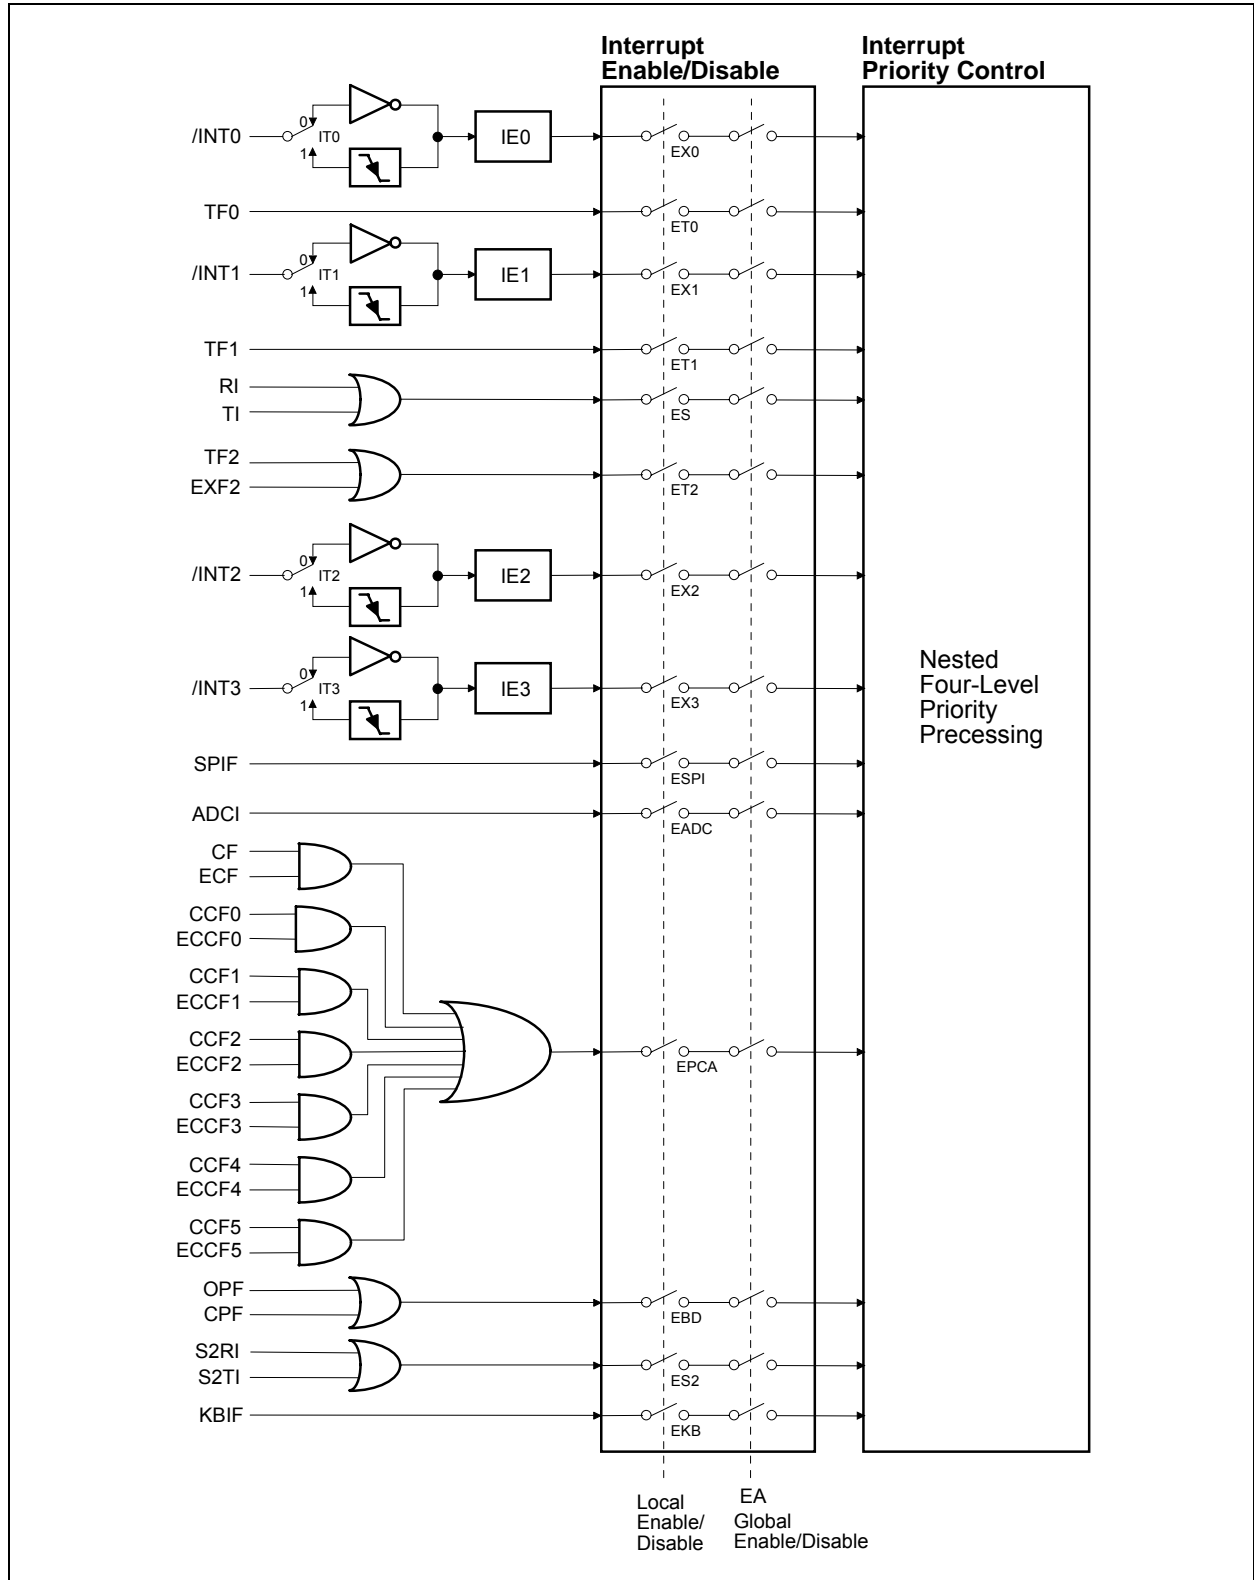 Interrupt
Enable/Disable
Interrupt
Priority Control
/INT0
0
IT0
1
IE0
EX0
TF0
ET0
/INT1
0
IT1
1
IE1
EX1
TF1
ET1
RI
TI
ES
TF2
EXF2
ET2
/INT2
0
IT2
1
IE2
EX2
/INT3
0
IT3
1
IE3
EX3
Nested
Four-Level
Priority
Precessing
SPIF
ESPI
ADCI
EADC
CF
ECF
CCF0
ECCF0
CCF1
ECCF1
CCF2
ECCF2
EPCA
CCF3
ECCF3
CCF4
ECCF4
CCF5
ECCF5
OPF
CPF
EBD
S2RI
S2TI
ES2
KBIF
EKB
Local
Enable/
Disable
EA
Global
Enable/Disable